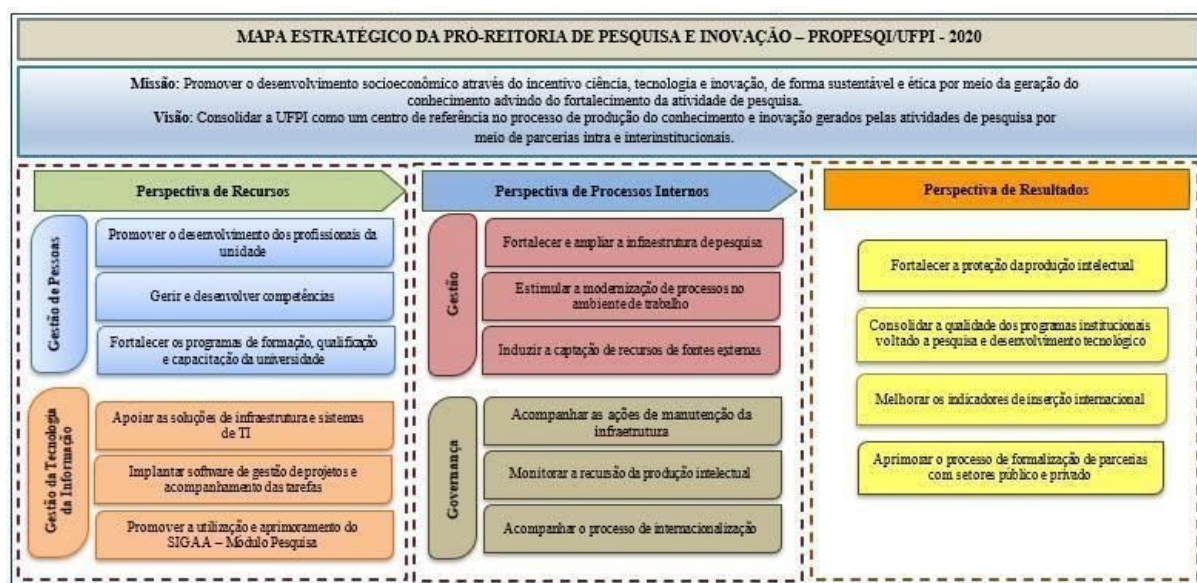 MAPA ESTRATÉGICO DA PRÓ-REITORIA DE PESQUISA E INOVAÇÃO – PROPESQI/UFPI - 2020
Missão: Promover o desenvolvimento socioeconômico através do incentivo ciência, tecnologia e inovação, de forma sustentável e ética por meio da geração do
conhecimento advindo do fortalecimento da atividade de pesquisa.
Visão: Consolidar a UFPI como um centro de referência no processo de produção do conhecimento e inovação gerados pelas atividades de pesquisa por
meio de parcerias intra e interinstitucionais.
Perspectiva de Recursos
Gestão de Pessoas
Promover o desenvolvimento dos profissionais da
unidade
Gerir e desenvolver competências
Fortalecer os programas de formação, qualificação
e capacitação da universidade
Gestão da Tecnologia
da Informação
Apoiar as soluções de infraestrutura e sistemas
de TI
Implantar software de gestão de projetos e
acompanhamento das tarefas
Promover a utilização e aprimoramento do
SIGAA – Módulo Pesquisa
Perspectiva de Processos Internos
Gestão
Fortalecer e ampliar a infraestrutura de pesquisa
Estimular a modernização de processos no
ambiente de trabalho
Induzir a captação de recursos de fontes externas
Governança
Acompanhar as ações de manutenção da
infraestrutura
Monitorar a recursão da produção intelectual
Acompanhar o processo de internacionalização
Perspectiva de Resultados
Fortalecer a proteção da produção intelectual
Consolidar a qualidade dos programas institucionais
voltado a pesquisa e desenvolvimento tecnológico
Melhorar os indicadores de inserção internacional
Aprimorar o processo de formalização de parcerias
com setores público e privado